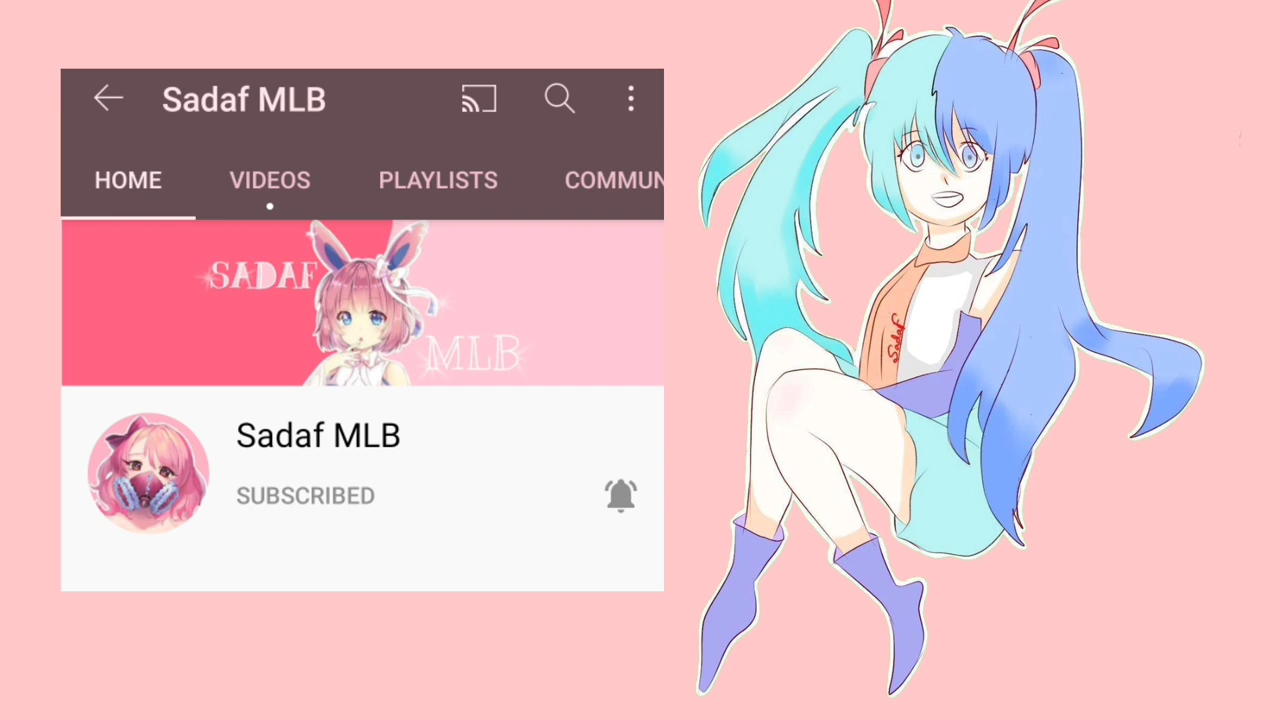 Sadaf MLB
HOME VIDEOS PLAYLISTS COMMUN
SADAF
MLB
Sadaf MLB
SUBSCRIBED
Sadaf